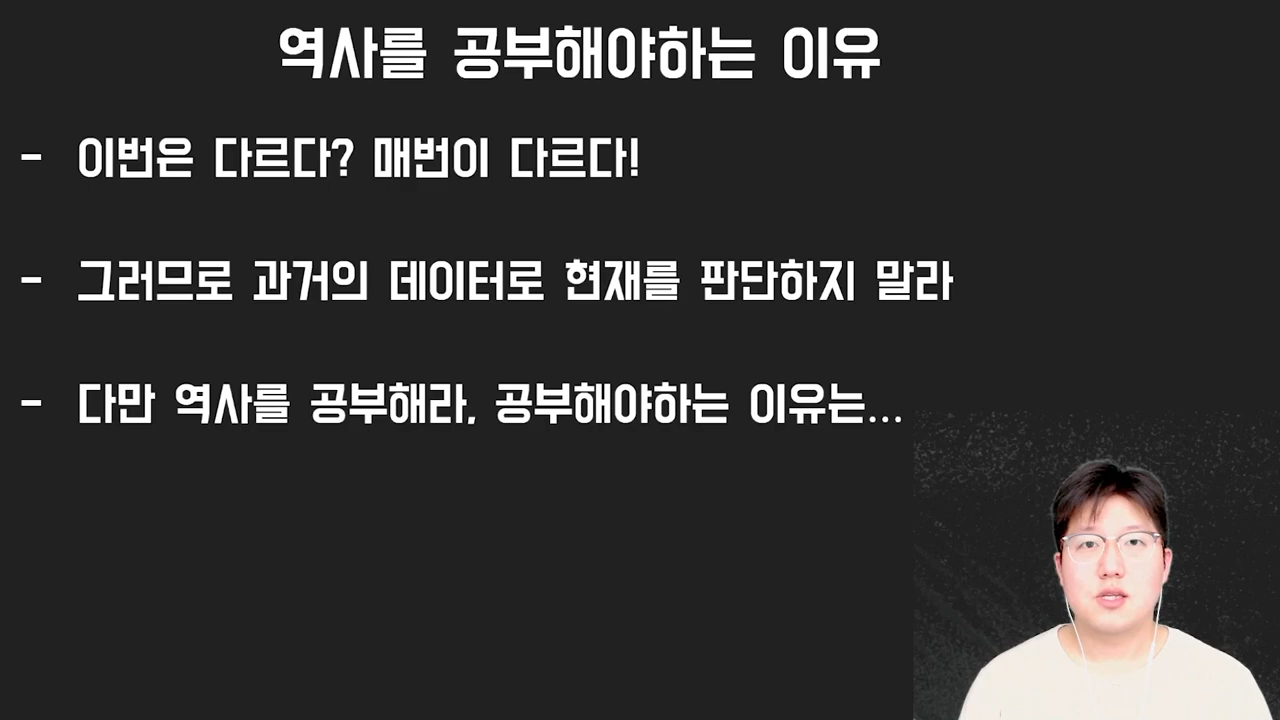 역사를 공부해야하는 이유
- 이번은 다르다? 매번이 다르다!
- 그러므로 과거의 데이터로 현재를 판단하지 말라
- 다만 역사를 공부해라, 공부해야하는 이유는...